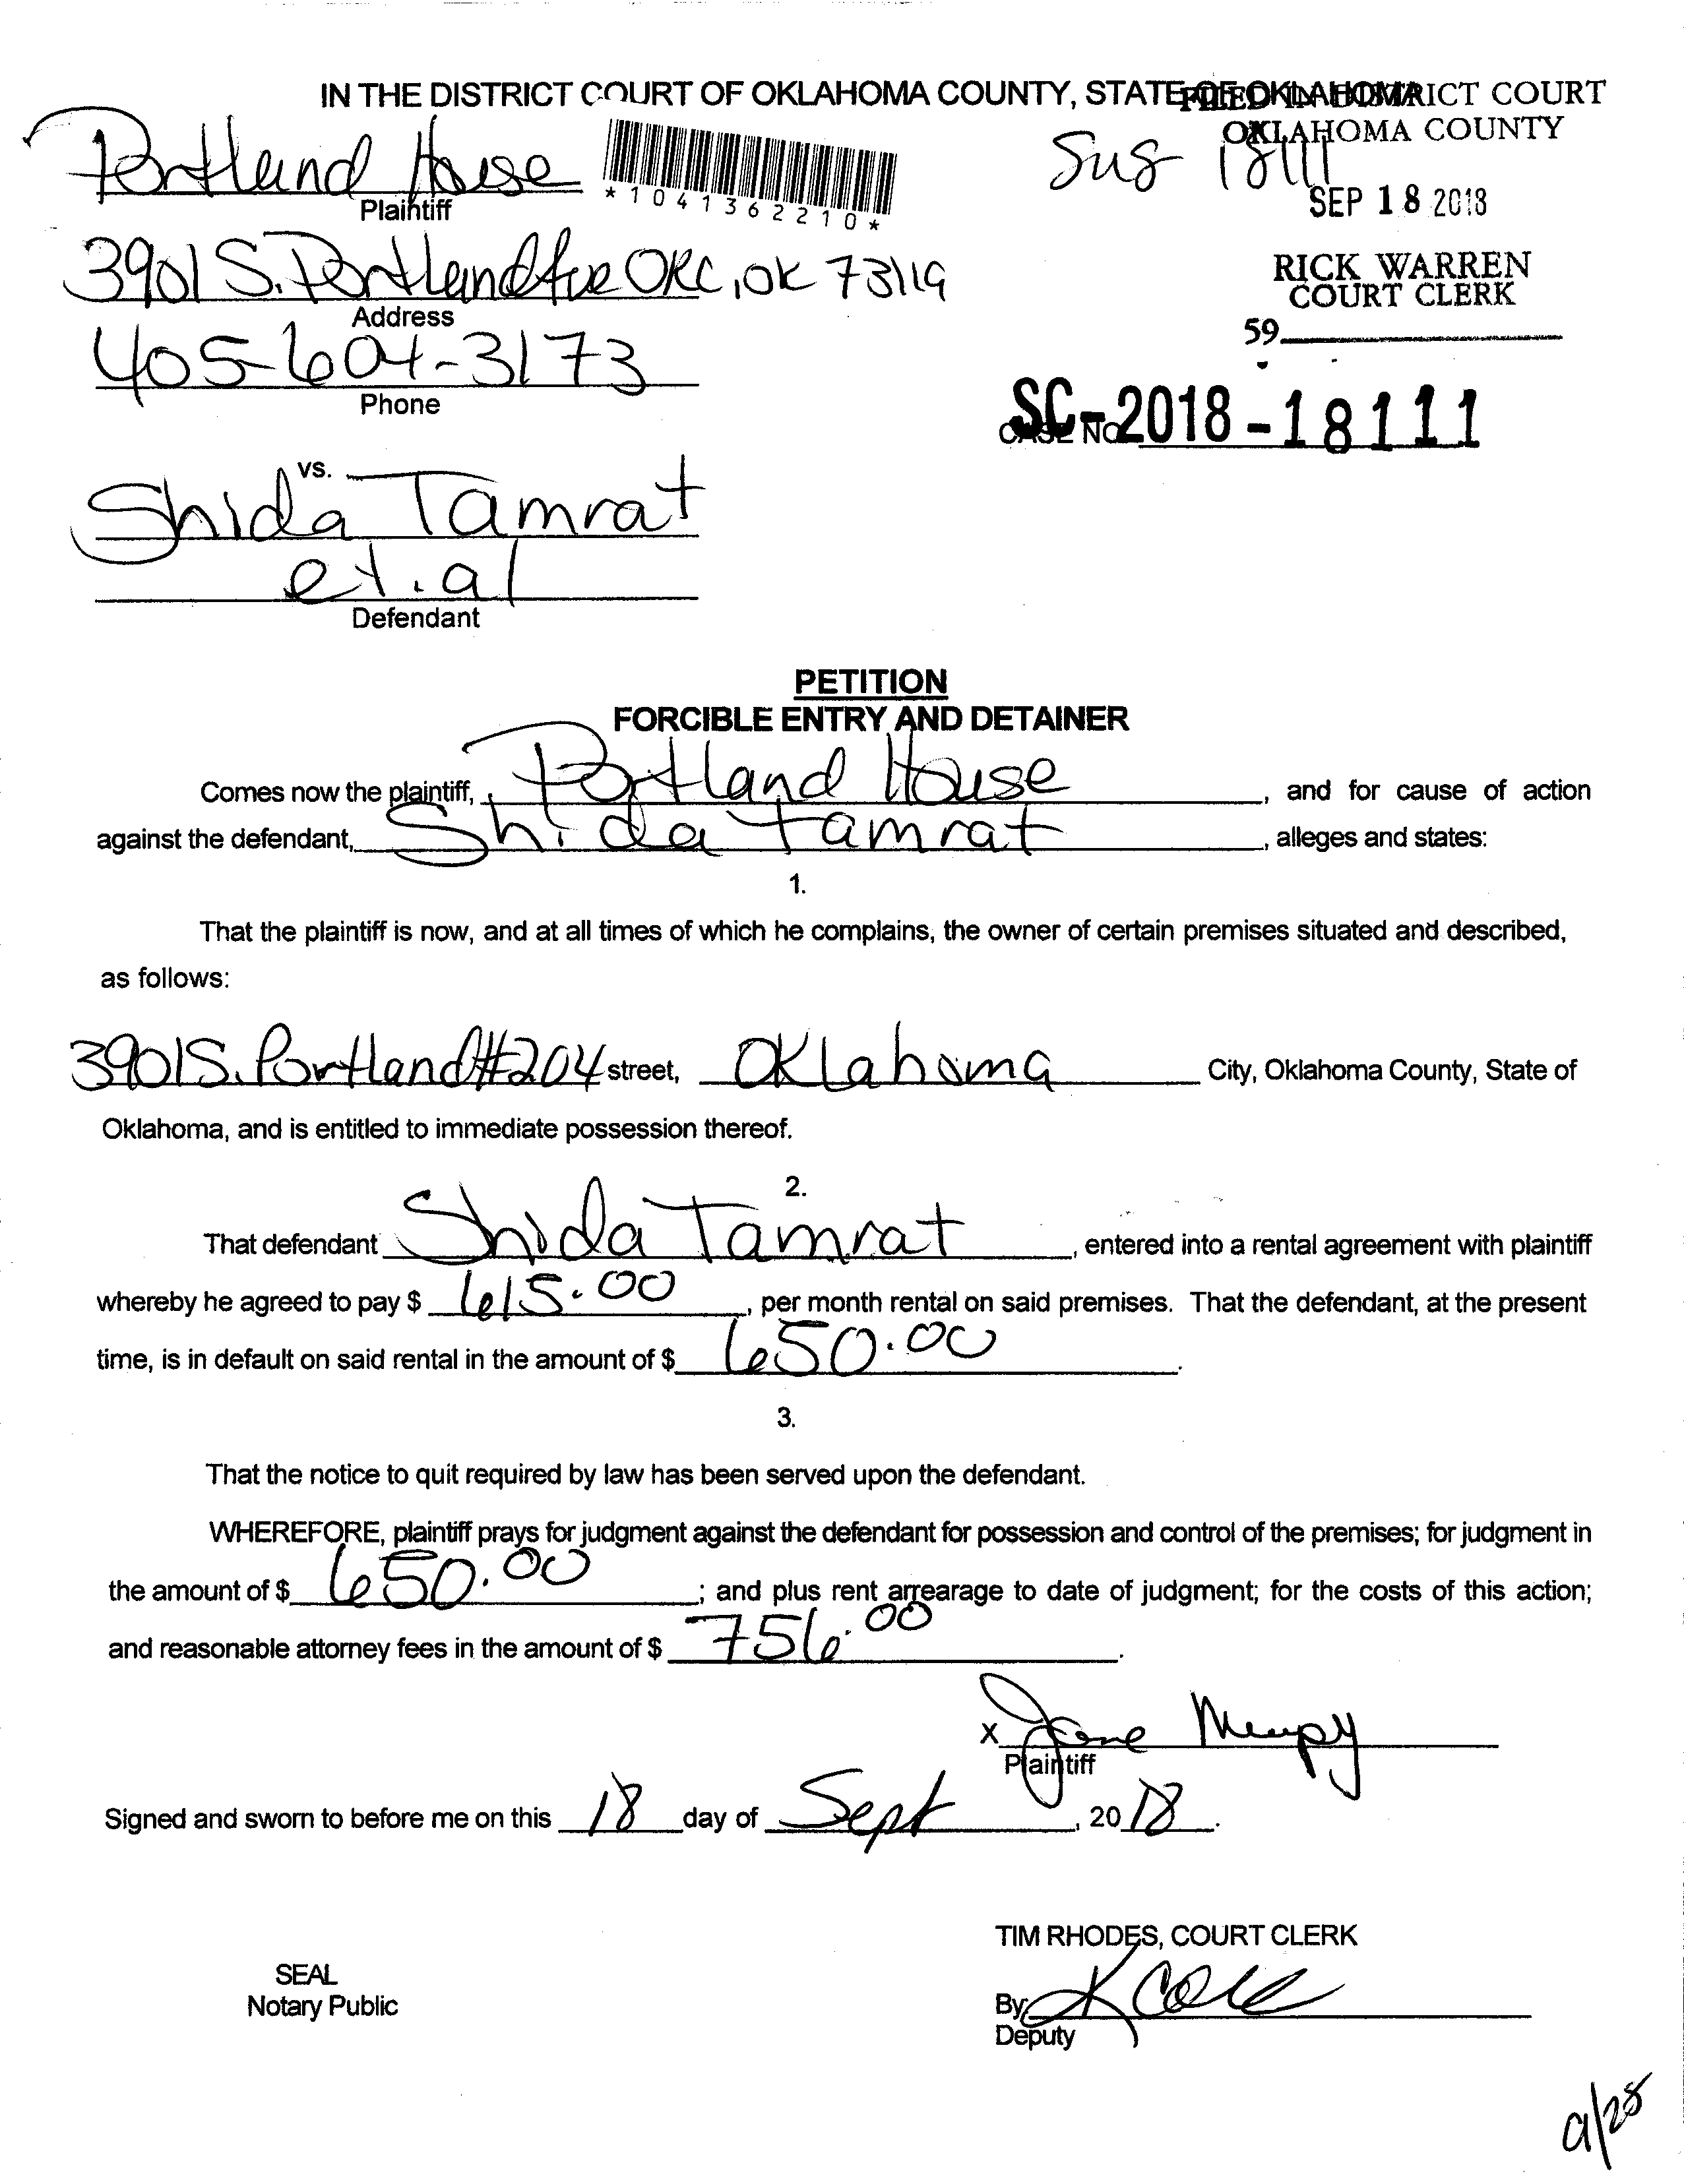 IN THE DISTRICT COURT OF OKLAHOMA COUNTY, STATE OF OKLAHOMA
FILED IN DISTRICT COURT
OKLAHOMA COUNTY
Portland House
Plaintiff
*1041362210*
18111
SEP 18 2018
3901 S. Portland Ave OKC, OK 73119
Address
RICK WARREN
COURT CLERK
59
405-604-3173
Phone
SC-2018-18111
CASE NO.
vs.
Shida Tamrat
et.al
Defendant
PETITION
FORCIBLE ENTRY AND DETAINER
Comes now the plaintiff, Portland House, and for cause of action
against the defendant, Shida Tamrat, alleges and states:
1.
That the plaintiff is now, and at all times of which he complains, the owner of certain premises situated and described,
as follows:
3901 S. Portland #204 street, Oklahoma City, Oklahoma County, State of
Oklahoma, and is entitled to immediate possession thereof.
2.
That defendant Shida Tamrat, entered into a rental agreement with plaintiff
whereby he agreed to pay $ 615.00, per month rental on said premises. That the defendant, at the present
time, is in default on said rental in the amount of $ 650.00.
3.
That the notice to quit required by law has been served upon the defendant.
WHEREFORE, plaintiff prays for judgment against the defendant for possession and control of the premises; for judgment in
the amount of $ 650.00; and plus rent arrearage to date of judgment; for the costs of this action;
and reasonable attorney fees in the amount of $ 756.00.
X Jane
Plaintiff
Signed and sworn to before me on this 18 day of Sept, 2018.
TIM RHODES, COURT CLERK
SEAL
Notary Public
By K Cole
Deputy
9/28